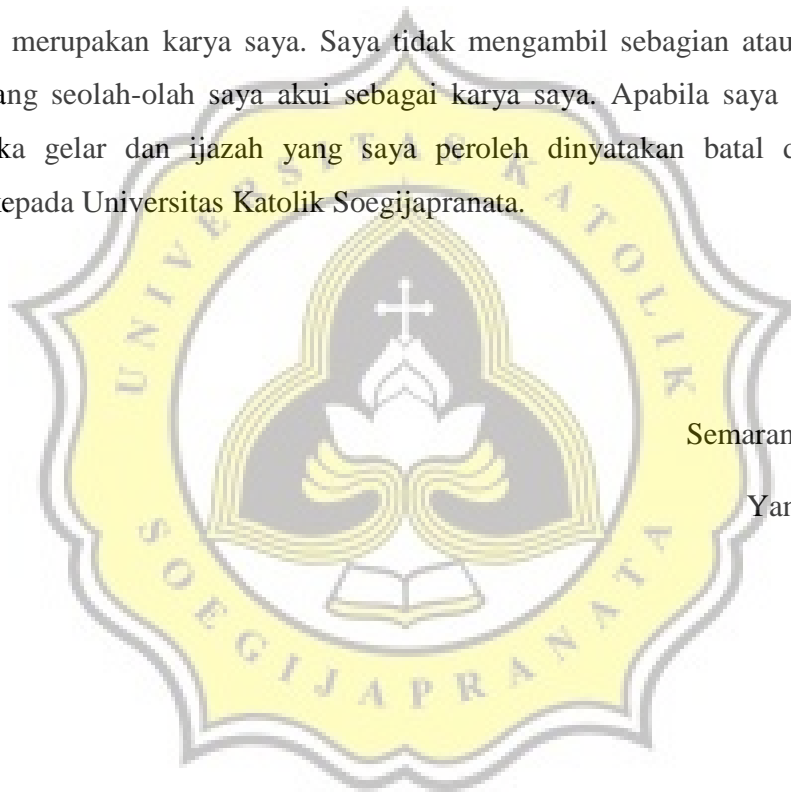 merupakan karya saya. Saya tidak mengambil sebagian atau
ang seolah-olah saya akui sebagai karya saya. Apabila saya
ka gelar dan ijazah yang saya peroleh dinyatakan batal d
kepada Universitas Katolik Soegijapranata.
UNIVERSITAS KATOLIK
Semaran
Yan
SOEGIJAPRANATA